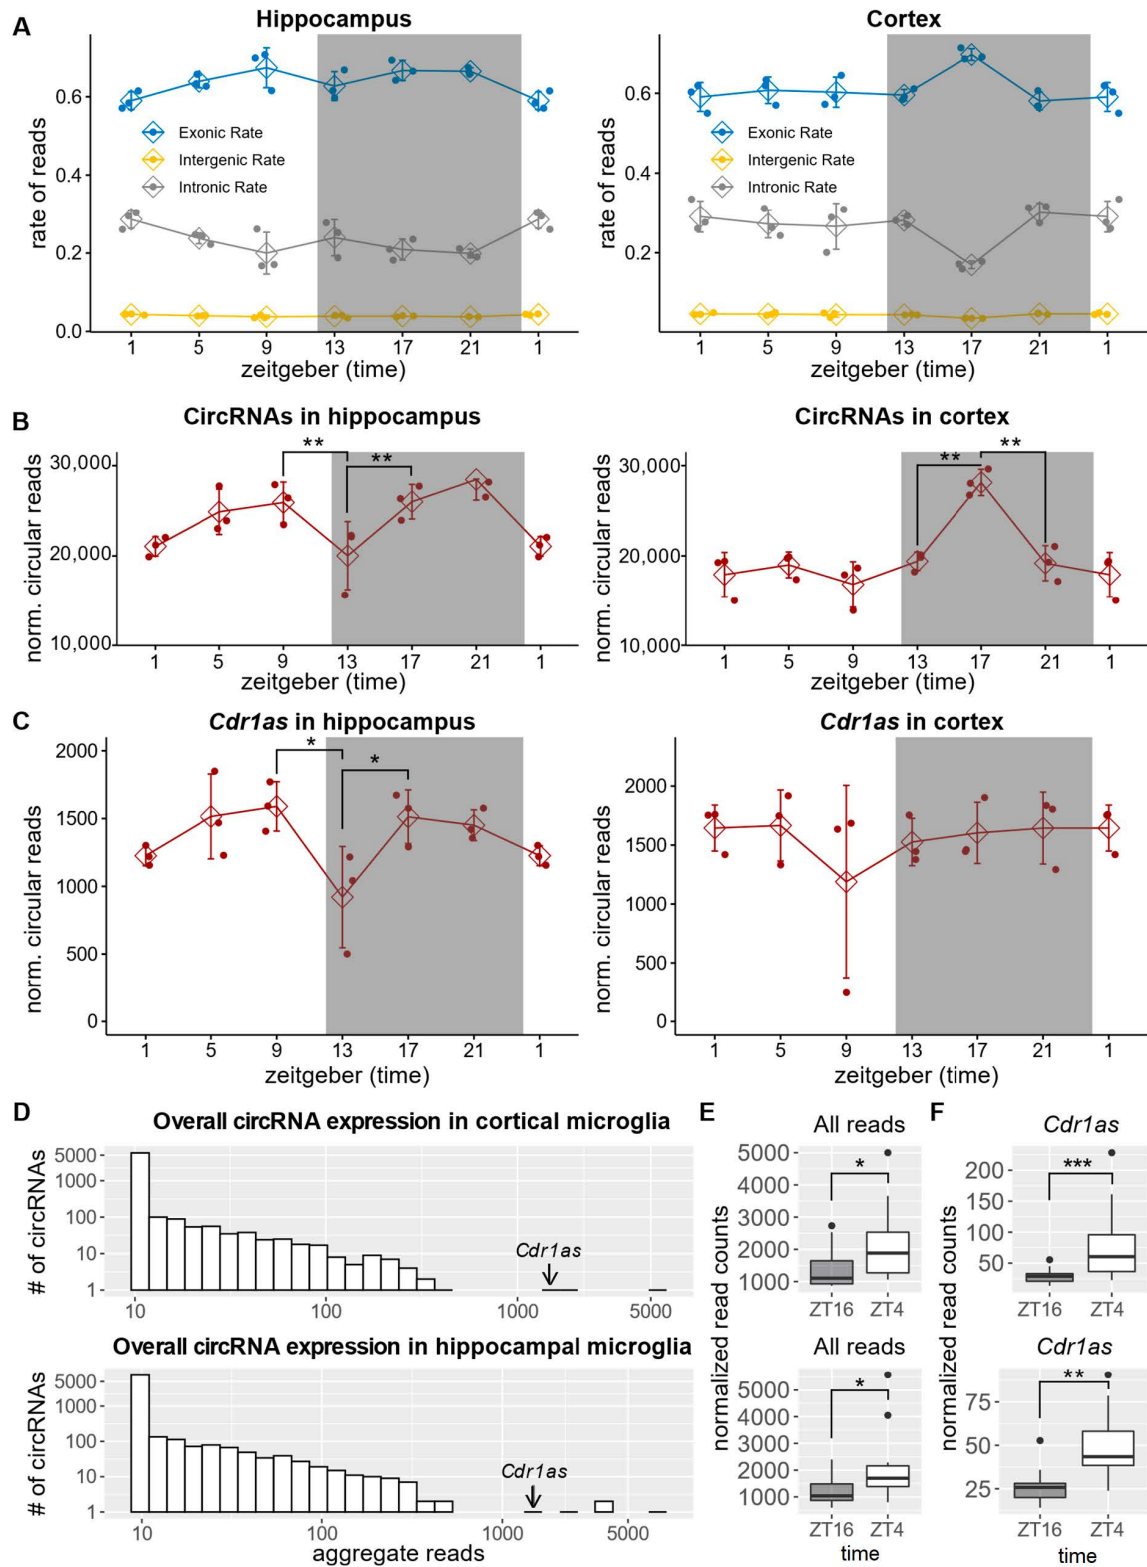 A
Hippocampus
rate of reads
0.6
0.4
0.2
0.0
Exonic Rate
Intergenic Rate
Intronic Rate
1 5 9 13 17 21 1
zeitgeber (time)
Cortex
rate of reads
0.6
0.4
0.2
Exonic Rate
Intergenic Rate
Intronic Rate
1 5 9 13 17 21 1
zeitgeber (time)
B
CircRNAs in hippocampus
norm. circular reads
30,000
20,000
10,000
** **
1 5 9 13 17 21 1
zeitgeber (time)
CircRNAs in cortex
norm. circular reads
30,000
20,000
10,000
** **
1 5 9 13 17 21 1
zeitgeber (time)
C
Cdr1as in hippocampus
norm. circular reads
2000
1500
1000
500
0
* *
1 5 9 13 17 21 1
zeitgeber (time)
Cdr1as in cortex
norm. circular reads
2000
1500
1000
500
0
1 5 9 13 17 21 1
zeitgeber (time)
D
Overall circRNA expression in cortical microglia
# of circRNAs
5000
1000
100
10
1
Cdr1as
10 100 1000 5000
Overall circRNA expression in hippocampal microglia
# of circRNAs
5000
1000
100
10
1
Cdr1as
10 100 1000 5000
aggregate reads
E
All reads
normalized read counts
5000
4000
3000
2000
1000
*
ZT16 ZT4
All reads
5000
4000
3000
2000
1000
*
ZT16 ZT4
time
F
Cdr1as
normalized read counts
200
150
100
50
***
ZT16 ZT4
Cdr1as
75
50
25
**
ZT16 ZT4
time